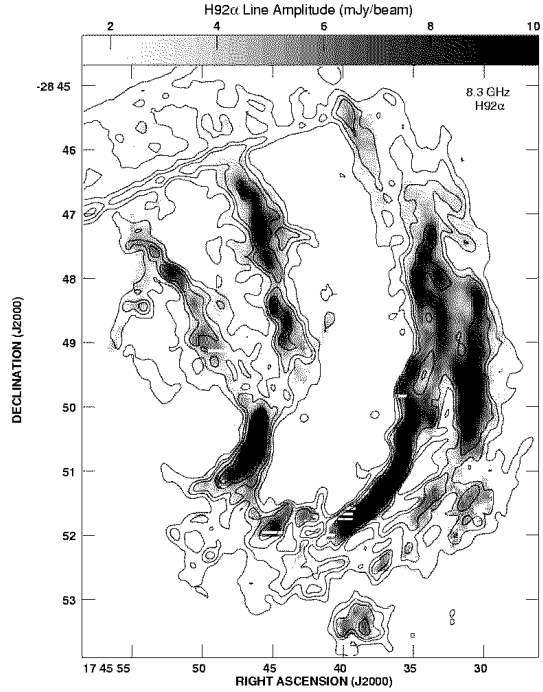 H92α Line Amplitude (mJy/beam)
2 4 6 8 10
8.3 GHz
H92α
-28 45
46
47
48
49
50
51
52
53
DECLINATION (J2000)
17 45 55 50 45 40 35 30
RIGHT ASCENSION (J2000)